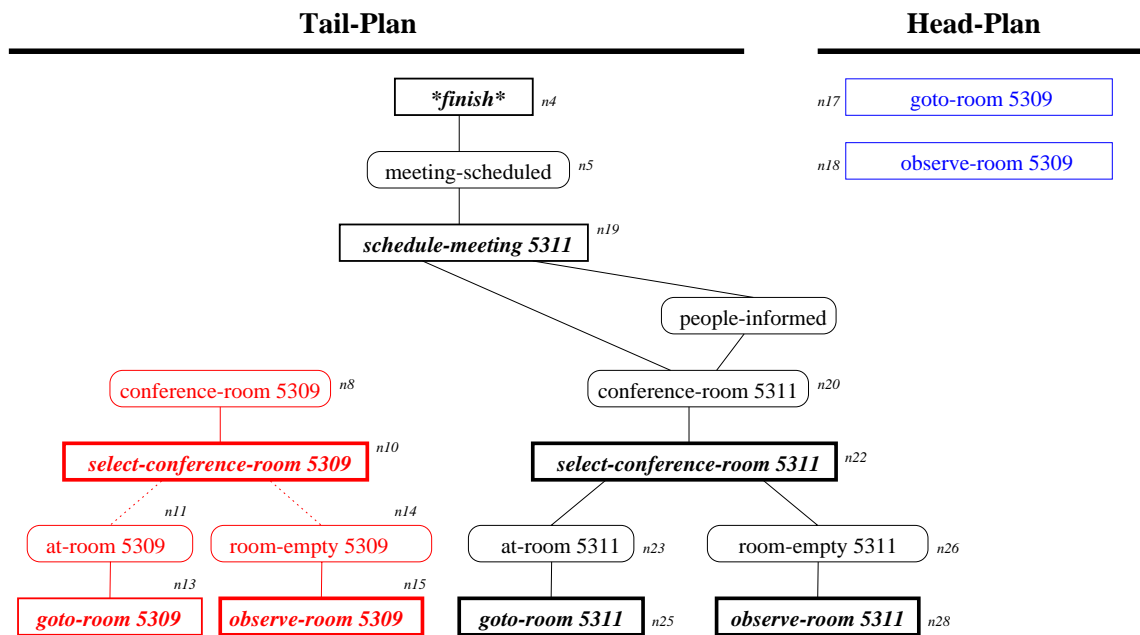 Tail-Plan
Head-Plan
*finish*
n4
n17
goto-room 5309
meeting-scheduled
n5
n18
observe-room 5309
schedule-meeting 5311
n19
people-informed
conference-room 5309
n8
conference-room 5311
n20
select-conference-room 5309
n10
select-conference-room 5311
n22
n11
n14
at-room 5309
room-empty 5309
at-room 5311
n23
room-empty 5311
n26
n13
n15
goto-room 5309
observe-room 5309
goto-room 5311
n25
observe-room 5311
n28